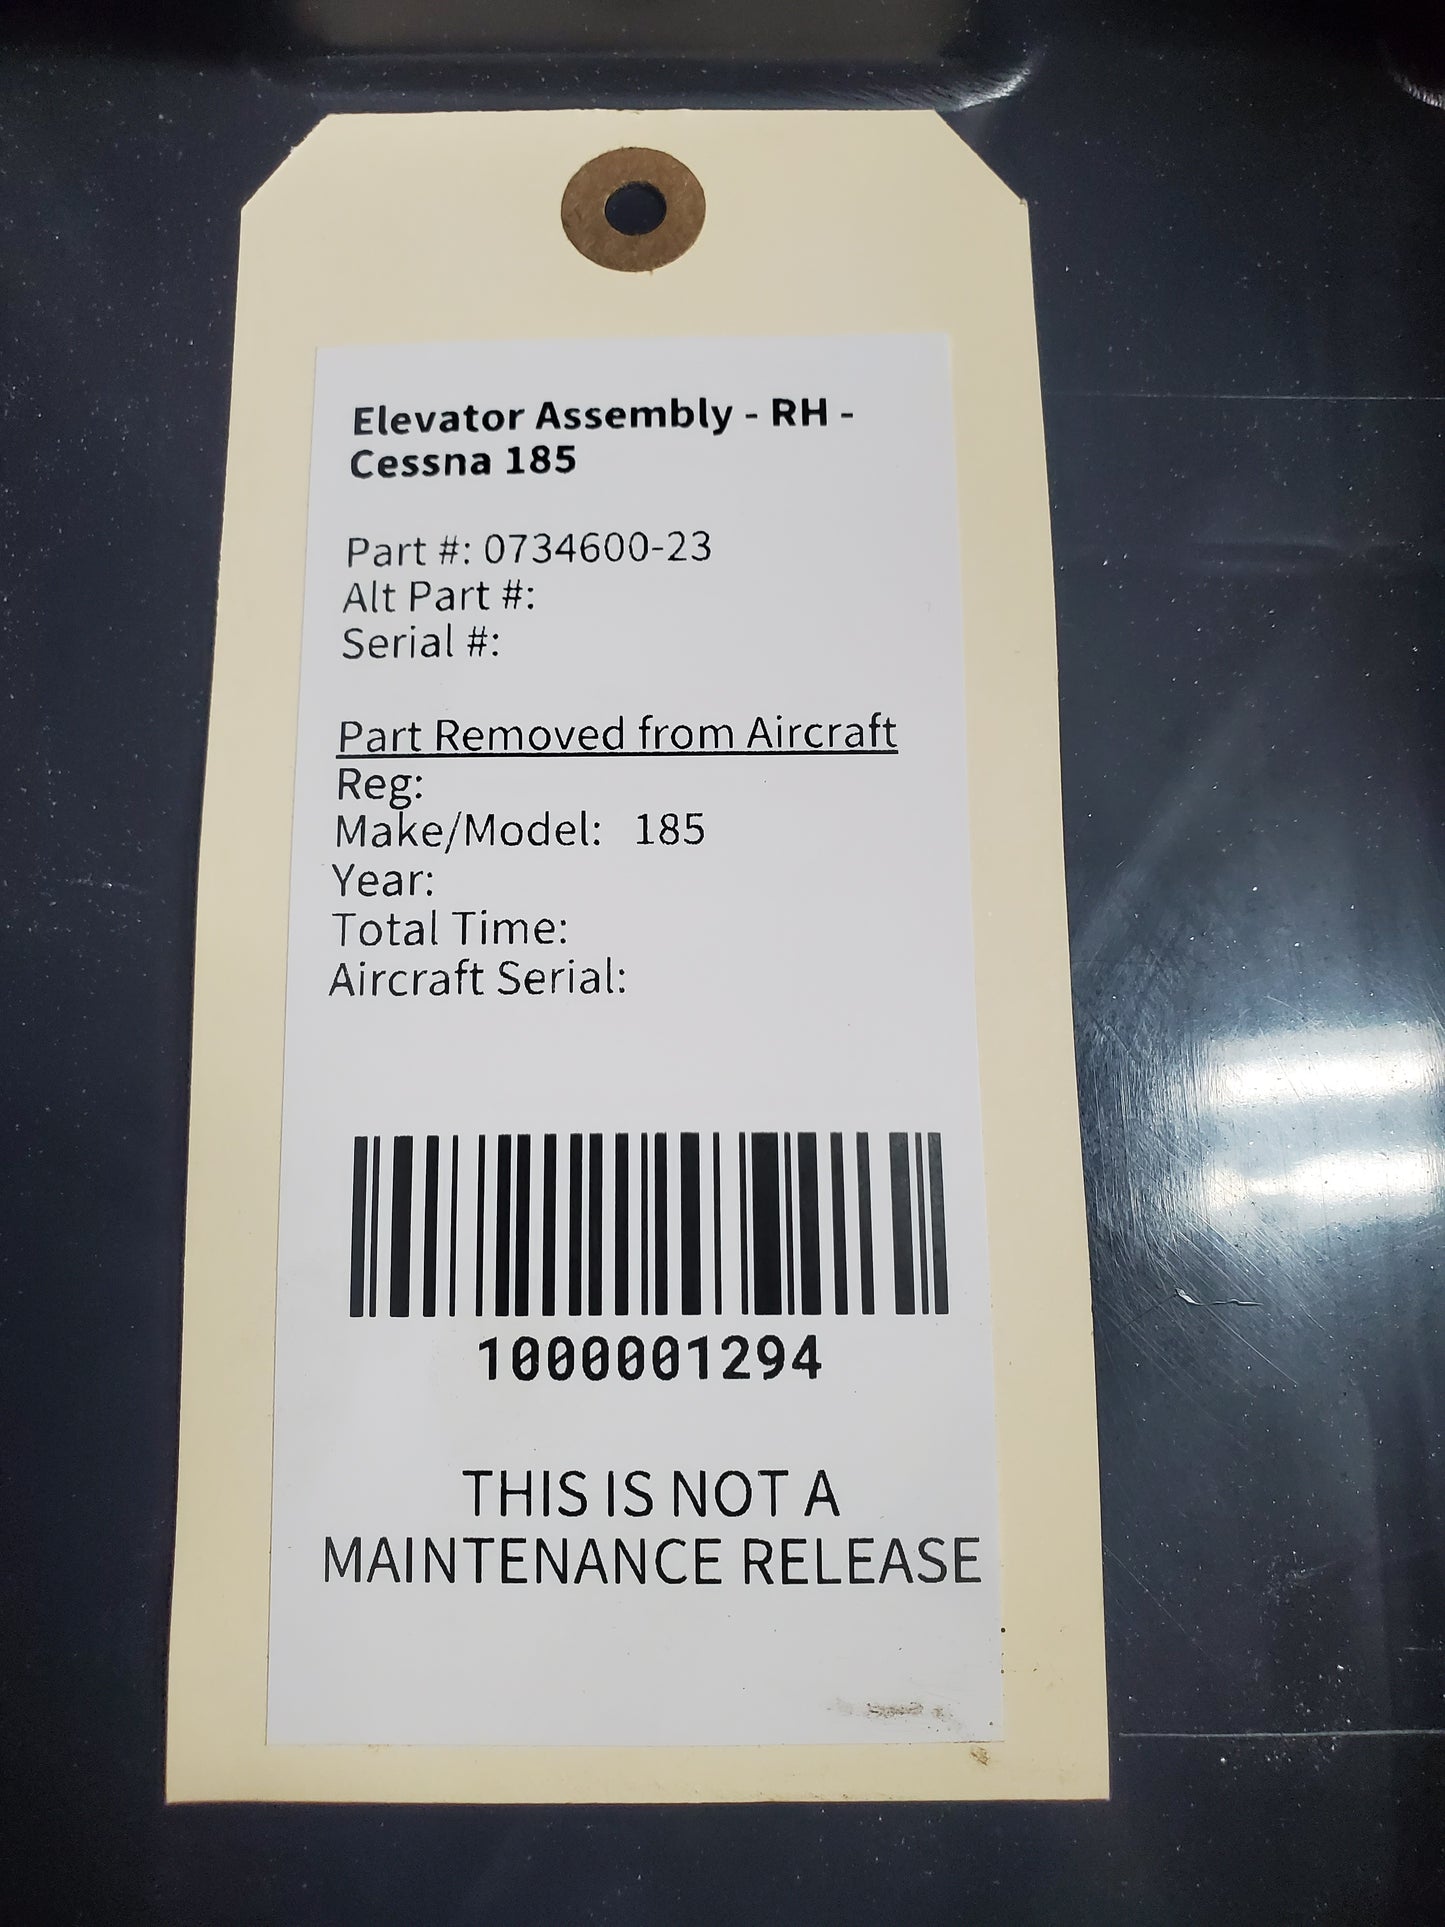 Elevator Assembly - RH -
Cessna 185
Part #: 0734600-23
Alt Part #:
Serial #:
Part Removed from Aircraft
Reg:
Make/Model: 185
Year:
Total Time:
Aircraft Serial:
1000001294
THIS IS NOT A
MAINTENANCE RELEASE